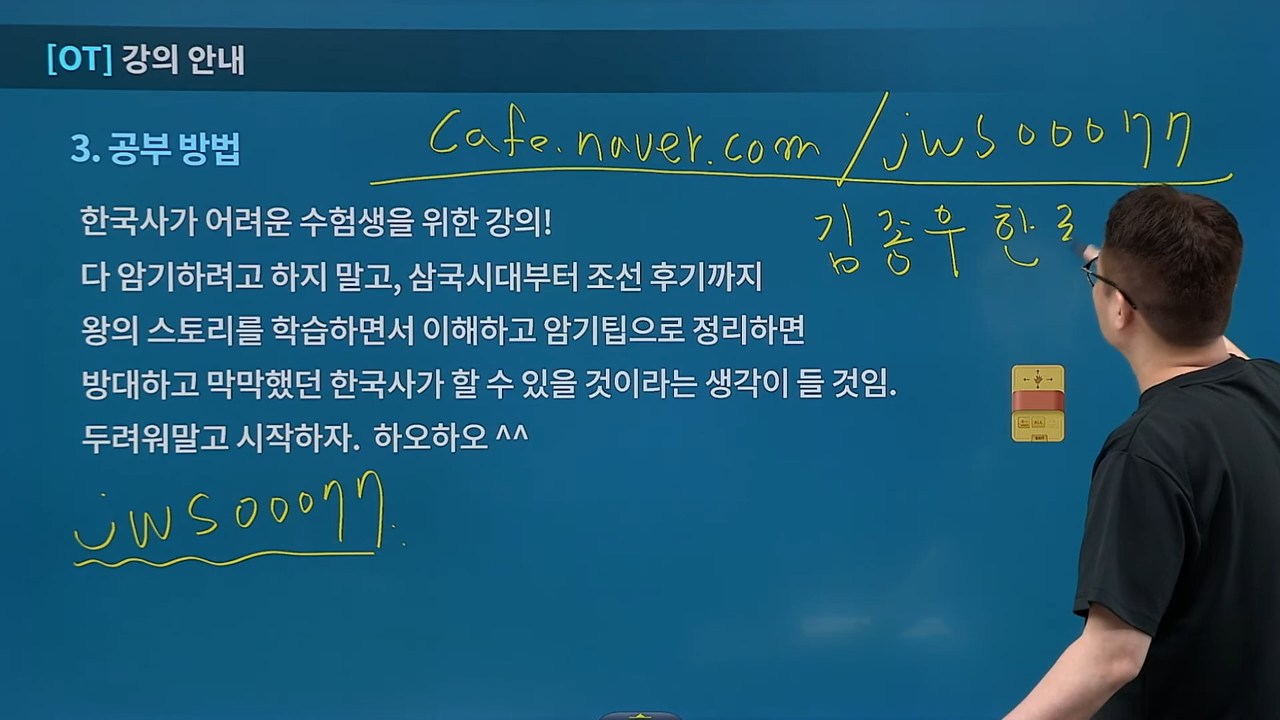 [OT] 강의 안내
3. 공부 방법
cafe.naver.com/jws00077
김종우 한
한국사가 어려운 수험생을 위한 강의!
다 암기하려고 하지 말고, 삼국시대부터 조선 후기까지
왕의 스토리를 학습하면서 이해하고 암기팁으로 정리하면
방대하고 막막했던 한국사가 할 수 있을 것이라는 생각이 들 것임.
두려워말고 시작하자. 하오하오 ^^
jws00077.